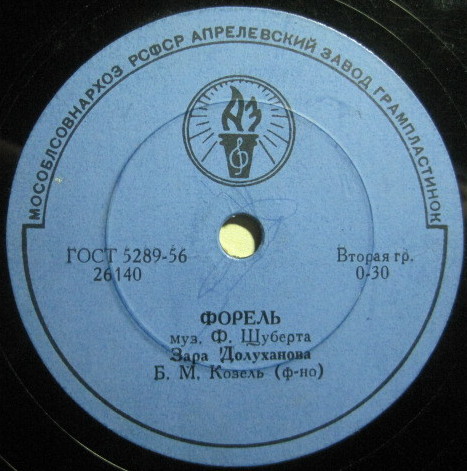 МОСОБЛСОВНАРХОЗ РСФСР АПРЕЛЕВСКИЙ ЗАВОД ГРАМПЛАСТИНОК
АЗ
ГОСТ 5289-56
26140
Вторая гр.
0-30
ФОРЕЛЬ
муз. Ф. Шуберта
Зара Долуханова
Б. М. Козель (ф-но)